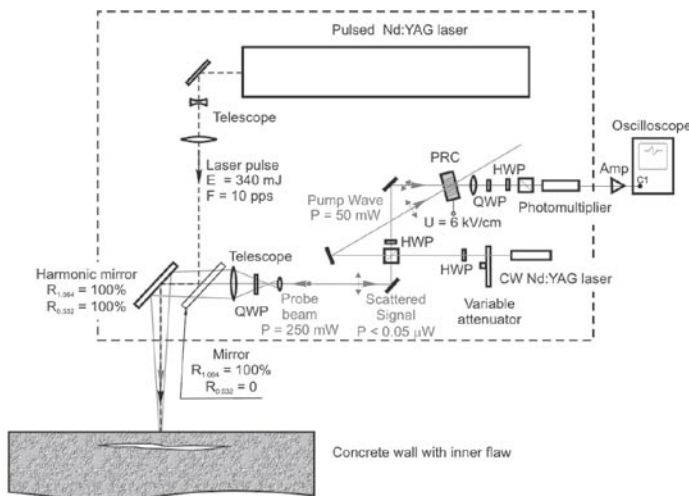 Pulsed Nd:YAG laser
Telescope
Oscilloscope
Laser pulse
E = 340 mJ
F = 10 pps
PRC
HWP
Amp
C1
QWP
Photomultiplier
Pump Wave
P = 50 mW
U = 6 kV/cm
HWP
Telescope
HWP
CW Nd:YAG laser
Harmonic mirror
R1.064 = 100%
R0.532 = 100%
QWP
Probe
beam
P = 250 mW
Scattered
Signal
P < 0.05 μW
Variable
attenuator
Mirror
R1.064 = 100%
R0.532 = 0
Concrete wall with inner flaw